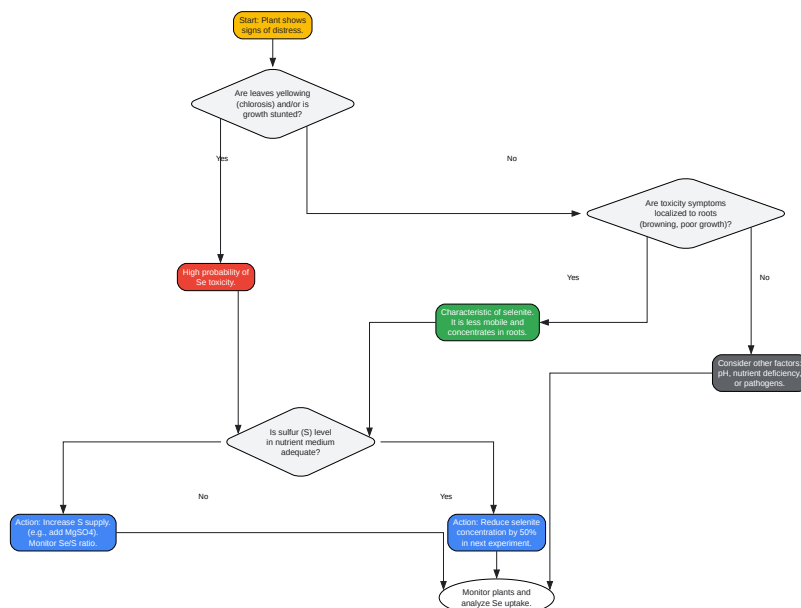 Start: Plant shows
signs of distress.
Are leaves yellowing
(chlorosis) and/or is
growth stunted?
Yes
No
Are toxicity symptoms
localized to roots
(browning, poor growth)?
High probability of
Se toxicity.
Yes
No
Characteristic of selenite.
It is less mobile and
concentrates in roots.
Consider other factors:
pH, nutrient deficiency,
or pathogens.
Is sulfur (S) level
in nutrient medium
adequate?
No
Yes
Action: Increase S supply.
(e.g., add MgSO4).
Monitor Se/S ratio.
Action: Reduce selenite
concentration by 50%
in next experiment.
Monitor plants and
analyze Se uptake.